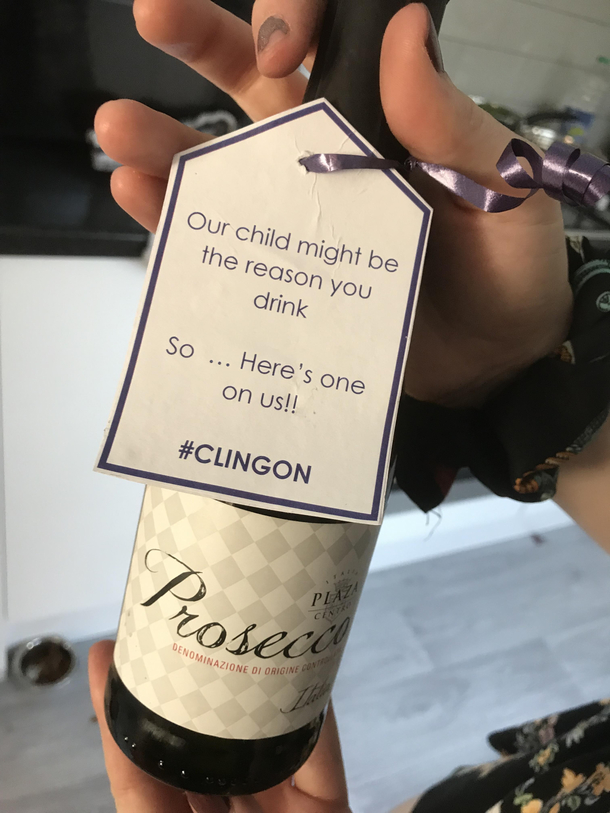 Our child might be
the reason you
drink
So ... Here's one
on us!!
#CLINGON
PLAZA
Prosecco
DENOMINAZIONE DI ORIGINE